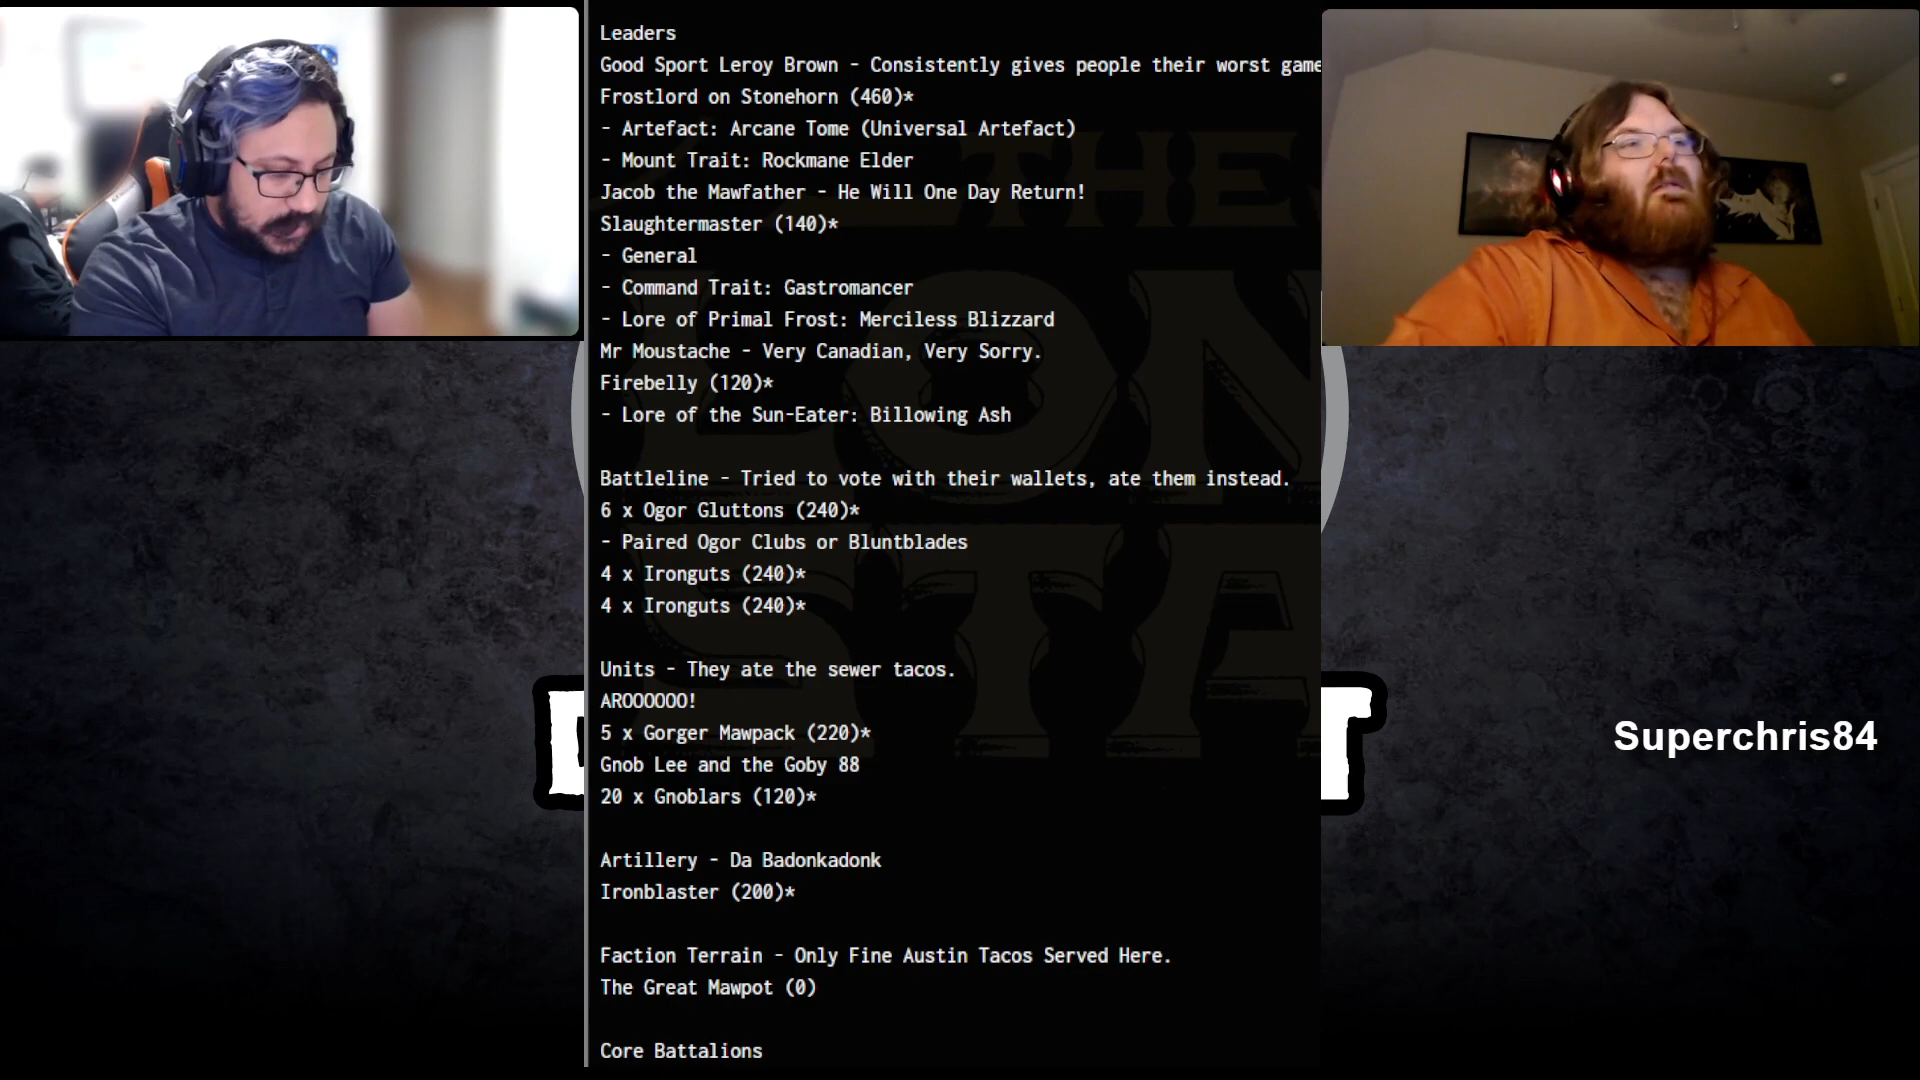 Leaders
Good Sport Leroy Brown - Consistently gives people their worst game
Frostlord on Stonehorn (460)*
- Artefact: Arcane Tome (Universal Artefact)
- Mount Trait: Rockmane Elder
Jacob the Mawfather - He Will One Day Return!
Slaughtermaster (140)*
- General
- Command Trait: Gastromancer
- Lore of Primal Frost: Merciless Blizzard
Mr Moustache - Very Canadian, Very Sorry.
Firebelly (120)*
- Lore of the Sun-Eater: Billowing Ash
Battleline - Tried to vote with their wallets, ate them instead.
6 x Ogor Gluttons (240)*
- Paired Ogor Clubs or Bluntblades
4 x Ironguts (240)*
4 x Ironguts (240)*
Units - They ate the sewer tacos.
AROOOOOO!
5 x Gorger Mawpack (220)*
Gnob Lee and the Goby 88
20 x Gnoblars (120)*
Artillery - Da Badonkadonk
Ironblaster (200)*
Faction Terrain - Only Fine Austin Tacos Served Here.
The Great Mawpot (0)
Core Battalions
Superchris84
THE